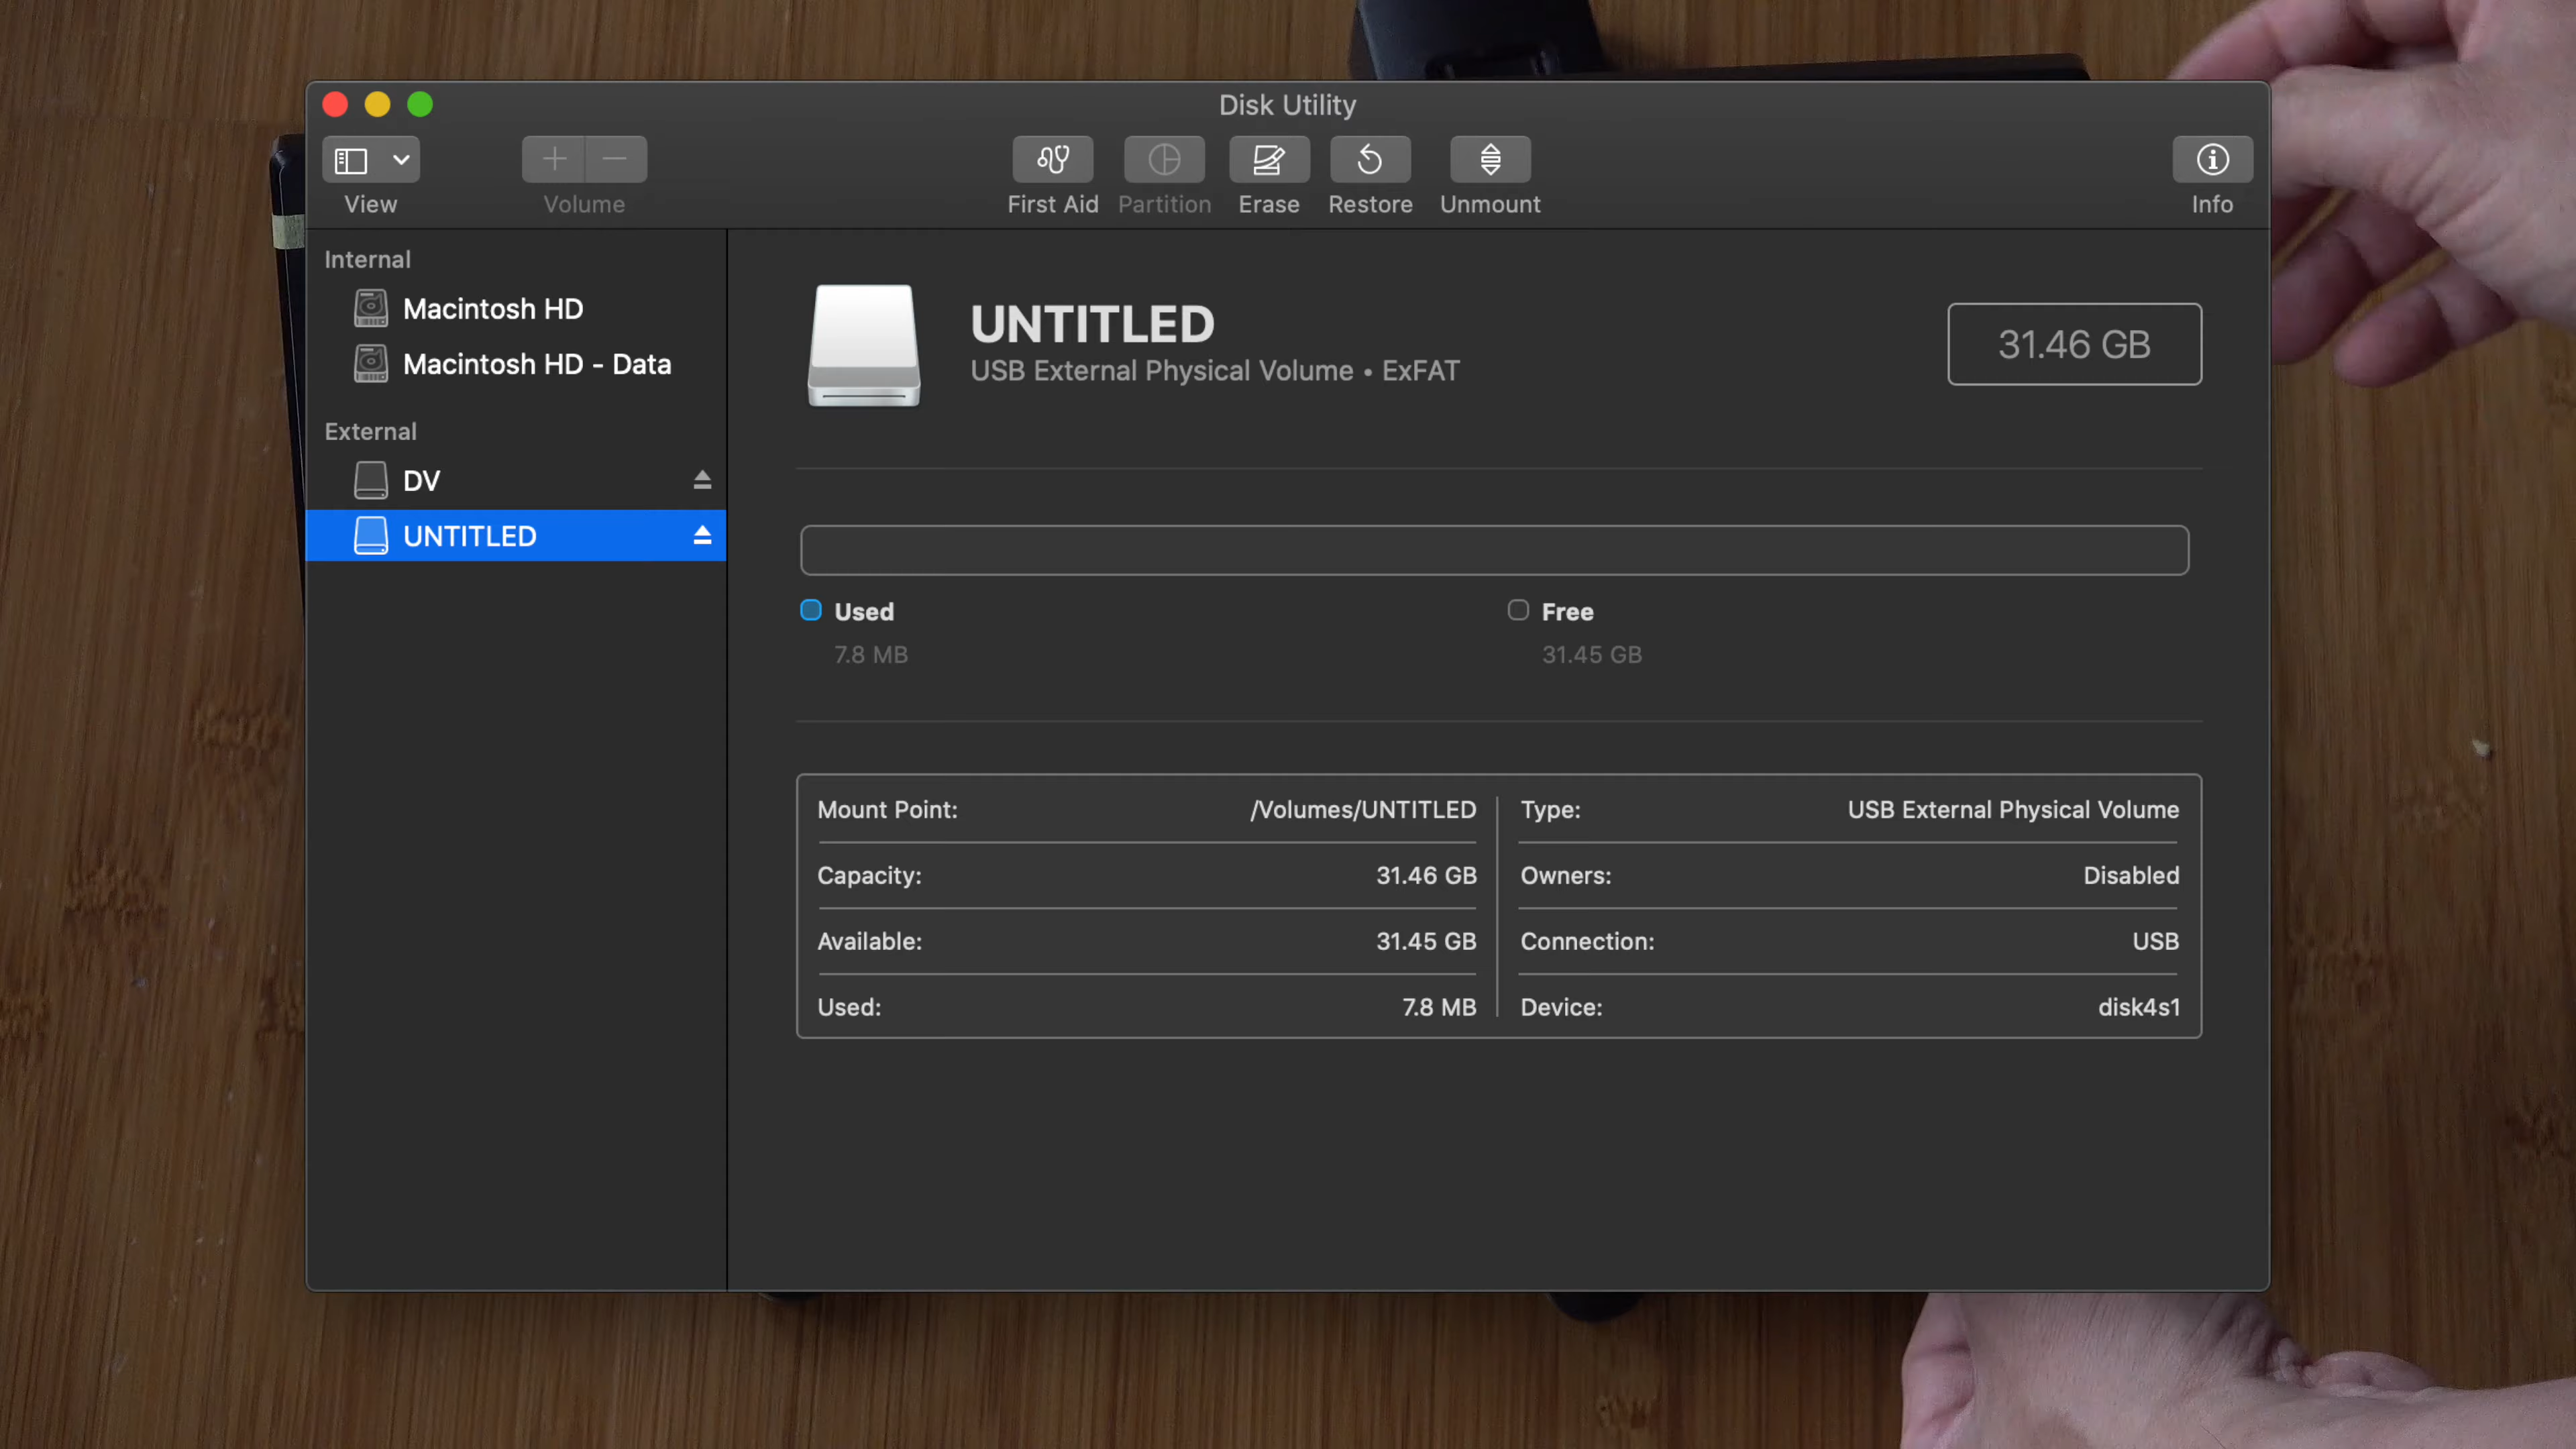 Disk Utility
View
Volume
First Aid
Partition
Erase
Restore
Unmount
Info
Internal
Macintosh HD
Macintosh HD - Data
External
DV
UNTITLED
UNTITLED
USB External Physical Volume • ExFAT
31.46 GB
Used
7.8 MB
Free
31.45 GB
Mount Point: /Volumes/UNTITLED
Capacity: 31.46 GB
Available: 31.45 GB
Used: 7.8 MB
Type: USB External Physical Volume
Owners: Disabled
Connection: USB
Device: disk4s1